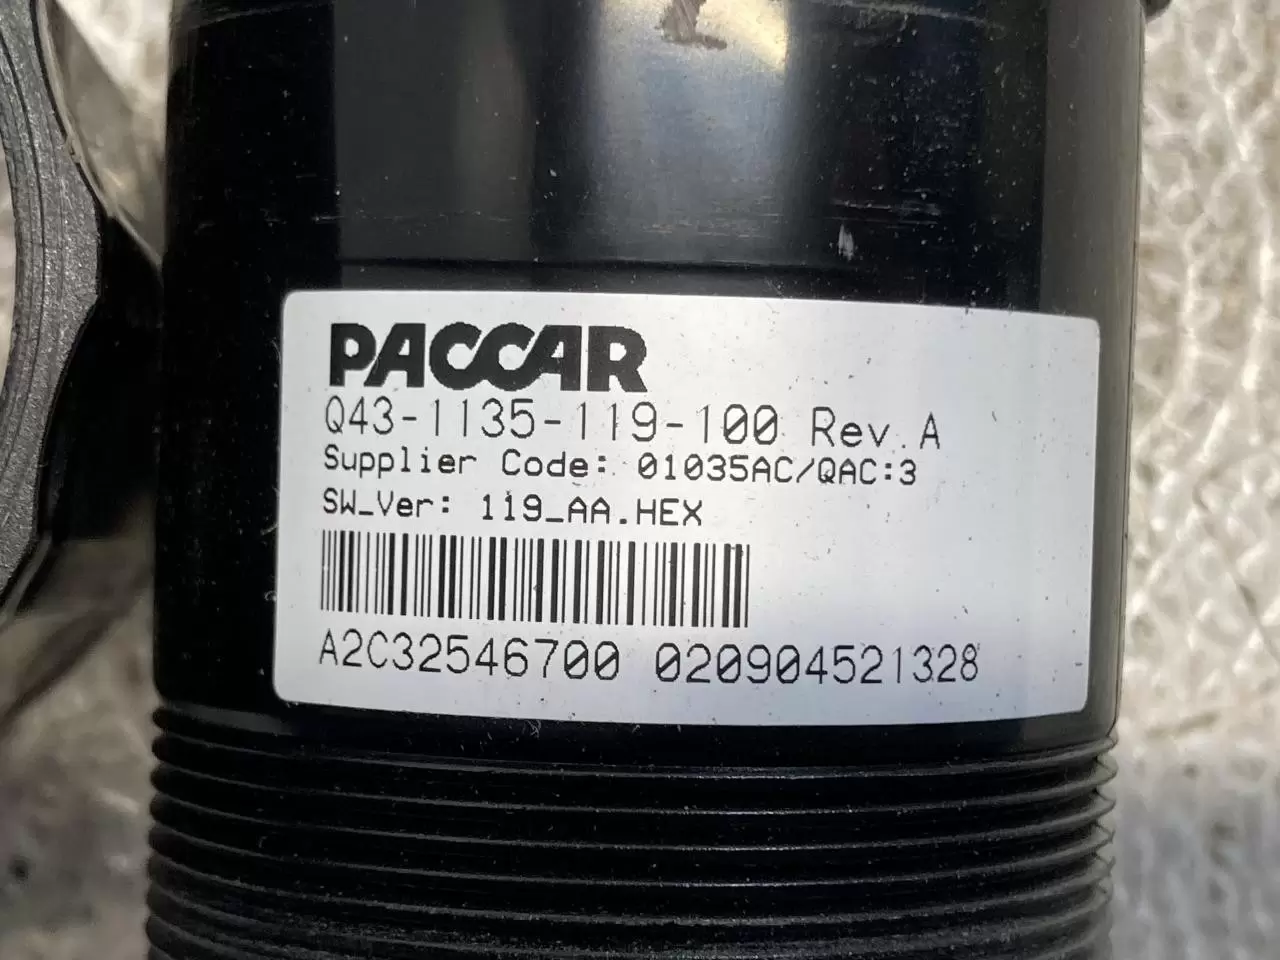 PACCAR
Q43-1135-119-100 Rev.A
Supplier Code: 01035AC/QAC:3
SW_Ver: 119_AA.HEX
A2C32546700 020904521328